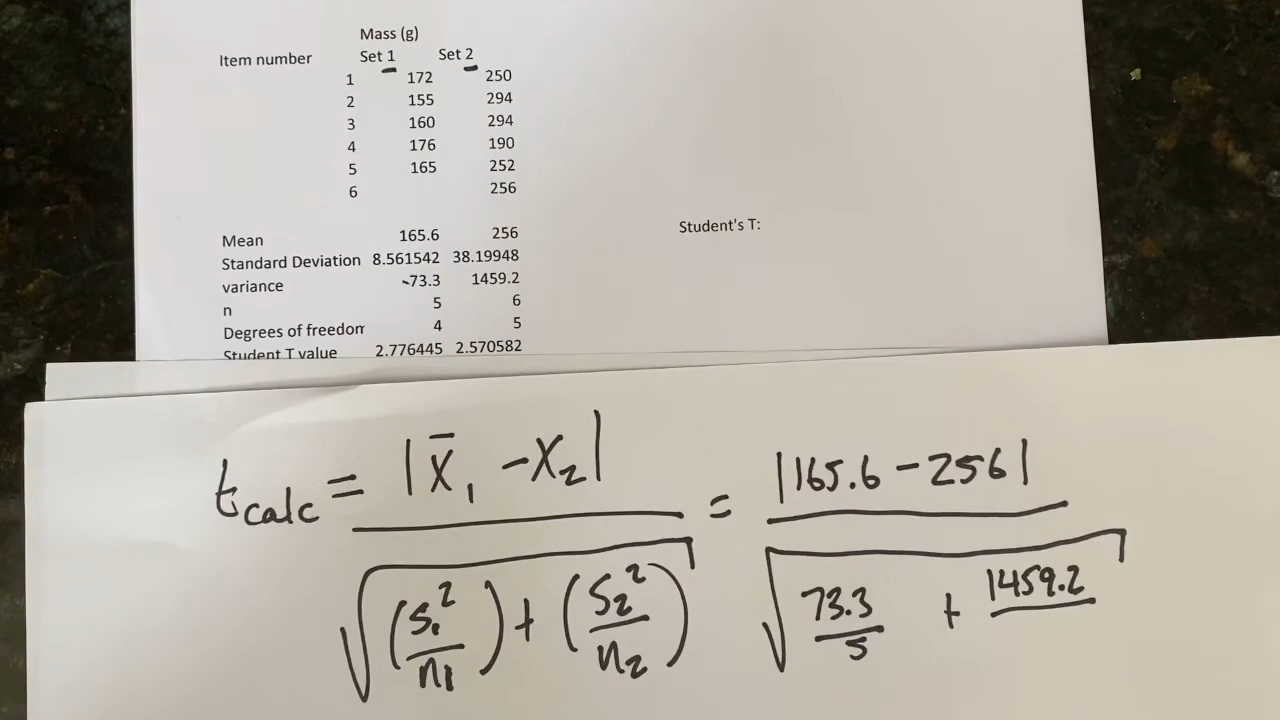 Mass (g)
Item number Set 1 Set 2
1 172 250
2 155 294
3 160 294
4 176 190
5 165 252
6 256
Mean 165.6 256
Student's T:
Standard Deviation 8.561542 38.19948
variance 73.3 1459.2
n 5 6
Degrees of freedom 4 5
Student T value 2.776445 2.570582
t_calc = |x̄₁ - x₂| / √((s₁²/n₁) + (s₂²/n₂)) = |165.6 - 256| / √(73.3/5 + 1459.2/